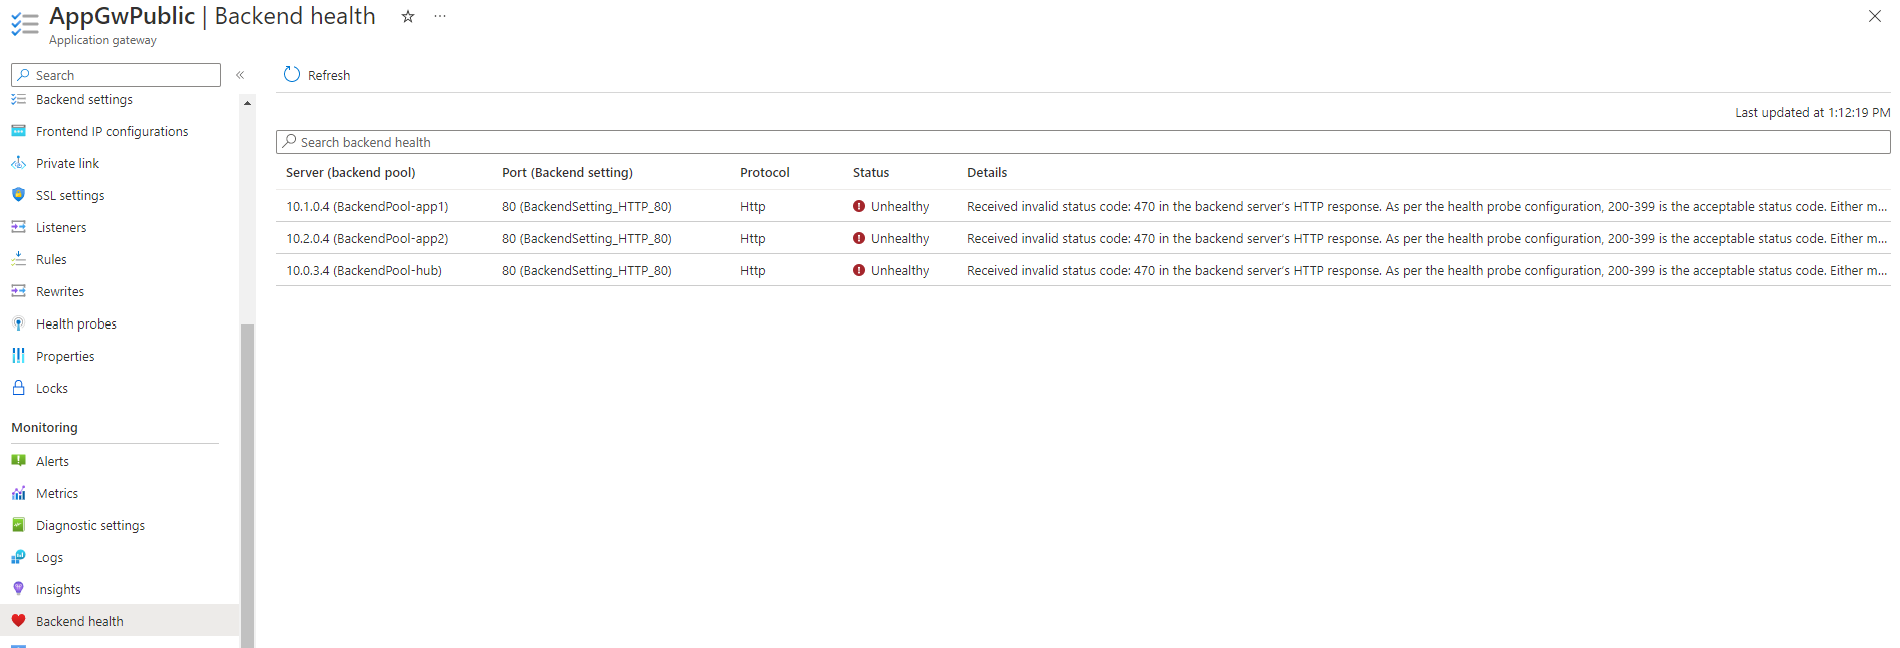 AppGwPublic | Backend health
Application gateway
Search
Refresh
Last updated at 1:12:19 PM
Search backend health
Backend settings
Frontend IP configurations
Private link
SSL settings
Listeners
Rules
Rewrites
Health probes
Properties
Locks
Monitoring
Alerts
Metrics
Diagnostic settings
Logs
Insights
Backend health
Server (backend pool) Port (Backend setting) Protocol Status Details
10.1.0.4 (BackendPool-app1) 80 (BackendSetting_HTTP_80) Http Unhealthy Received invalid status code: 470 in the backend server's HTTP response. As per the health probe configuration, 200-399 is the acceptable status code. Either m...
10.2.0.4 (BackendPool-app2) 80 (BackendSetting_HTTP_80) Http Unhealthy Received invalid status code: 470 in the backend server's HTTP response. As per the health probe configuration, 200-399 is the acceptable status code. Either m...
10.0.3.4 (BackendPool-hub) 80 (BackendSetting_HTTP_80) Http Unhealthy Received invalid status code: 470 in the backend server's HTTP response. As per the health probe configuration, 200-399 is the acceptable status code. Either m...